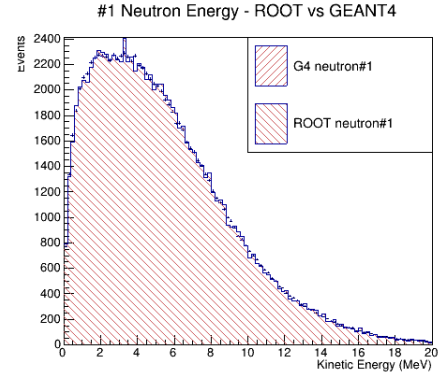 #1 Neutron Energy - ROOT vs GEANT4
Events
2400
2200
2000
1800
1600
1400
1200
1000
800
600
400
200
0
G4 neutron#1
ROOT neutron#1
0 2 4 6 8 10 12 14 16 18 20
Kinetic Energy (MeV)